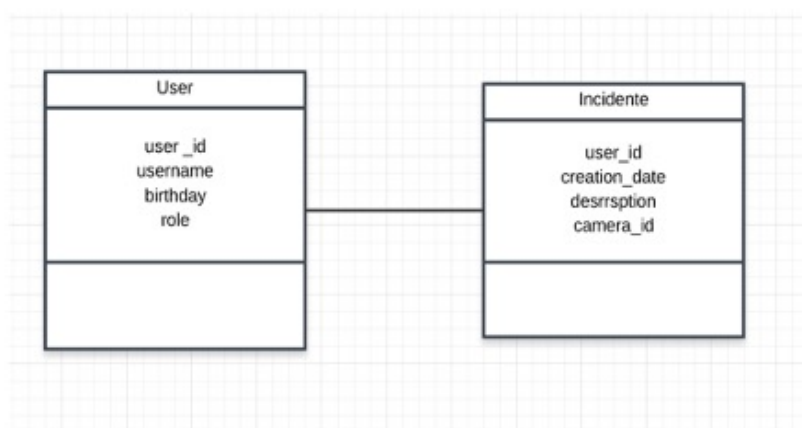 User
user _id
username
birthday
role
Incidente
user_id
creation_date
desrrsption
camera_id